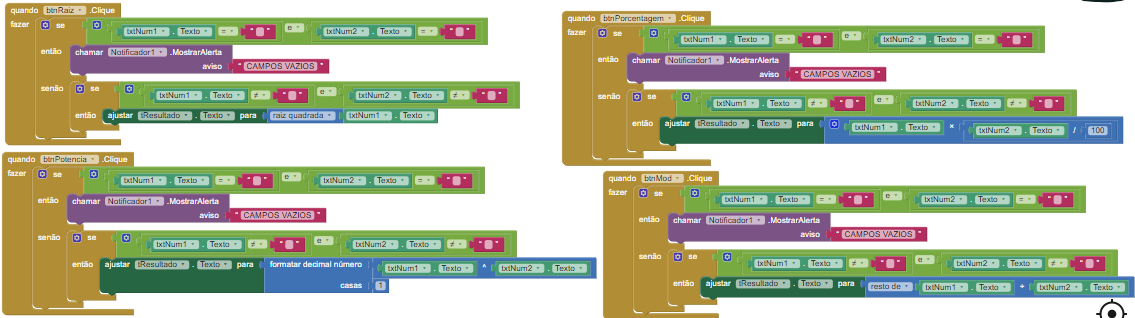 quando btnRaiz .Clique
fazer se txtNum1 . Texto = " " e txtNum2 . Texto = " "
então chamar Notificador1 .MostrarAlerta
aviso " CAMPOS VAZIOS "
senão se txtNum1 . Texto ≠ " " e txtNum2 . Texto ≠ " "
então ajustar tResultado . Texto para raiz quadrada txtNum1 . Texto
quando btnPotencia .Clique
fazer se txtNum1 . Texto = " " e txtNum2 . Texto = " "
então chamar Notificador1 .MostrarAlerta
aviso " CAMPOS VAZIOS "
senão se txtNum1 . Texto ≠ " " e txtNum2 . Texto ≠ " "
então ajustar tResultado . Texto para formatar decimal número txtNum1 . Texto ^ txtNum2 . Texto
casas 1
quando btnPorcentagem .Clique
fazer se txtNum1 . Texto = " " e txtNum2 . Texto = " "
então chamar Notificador1 .MostrarAlerta
aviso " CAMPOS VAZIOS "
senão se txtNum1 . Texto ≠ " " e txtNum2 . Texto ≠ " "
então ajustar tResultado . Texto para txtNum1 . Texto × txtNum2 . Texto / 100
quando btnMod .Clique
fazer se txtNum1 . Texto = " " e txtNum2 . Texto = " "
então chamar Notificador1 .MostrarAlerta
aviso " CAMPOS VAZIOS "
senão se txtNum1 . Texto ≠ " " e txtNum2 . Texto ≠ " "
então ajustar tResultado . Texto para resto de txtNum1 . Texto ÷ txtNum2 . Texto